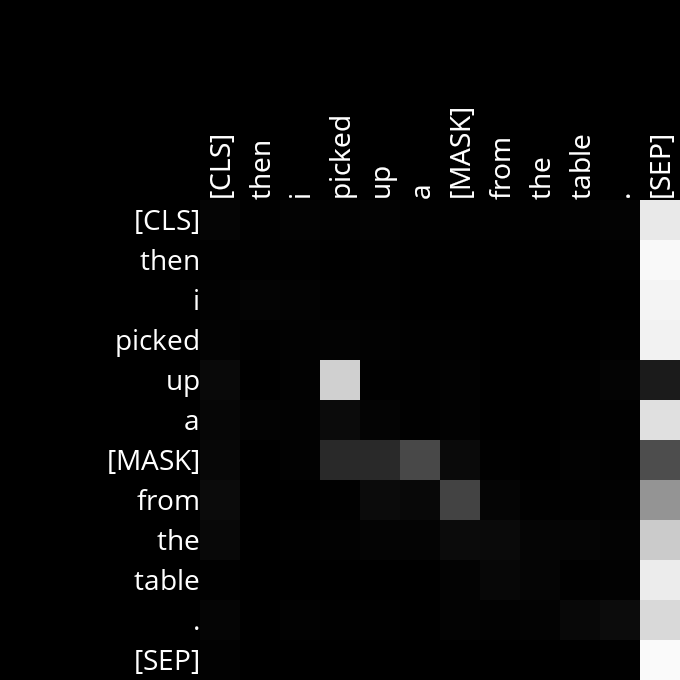 [CLS] then i picked up a [MASK] from the table . [SEP]
[CLS]
then
i
picked
up
a
[MASK]
from
the
table
.
[SEP]